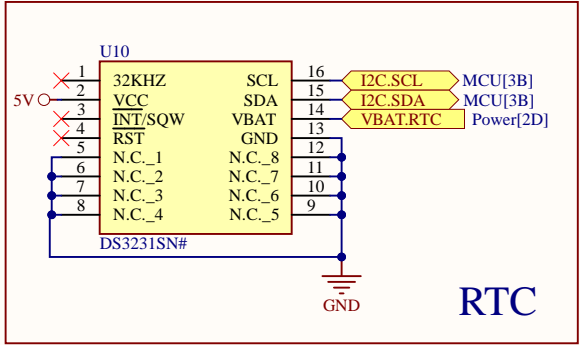 U10
1 32KHZ SCL 16 I2C.SCL MCU[3B]
5V 2 VCC SDA 15 I2C.SDA MCU[3B]
3 INT/SQW VBAT 14 VBAT.RTC Power[2D]
4 RST GND 13
5 N.C._1 N.C._8 12
6 N.C._2 N.C._7 11
7 N.C._3 N.C._6 10
8 N.C._4 N.C._5 9
DS3231SN#
GND
RTC